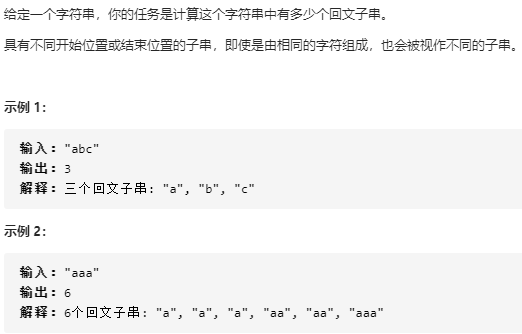 给定一个字符串，你的任务是计算这个字符串中有多少个回文子串。
具有不同开始位置或结束位置的子串，即使是由相同的字符组成，也会被视作不同的子串。
示例 1：
输入："abc"
输出：3
解释：三个回文子串: "a", "b", "c"
示例 2：
输入："aaa"
输出：6
解释：6个回文子串: "a", "a", "a", "aa", "aa", "aaa"